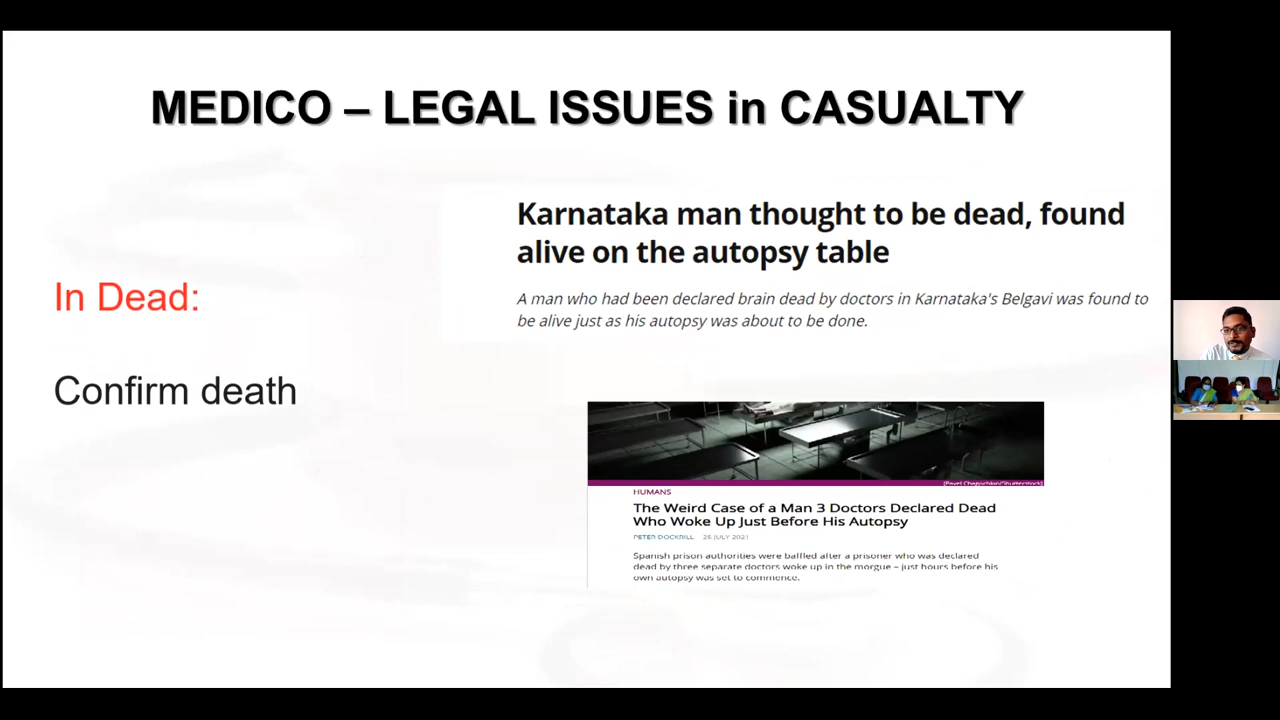 MEDICO – LEGAL ISSUES in CASUALTY
Karnataka man thought to be dead, found
alive on the autopsy table
A man who had been declared brain dead by doctors in Karnataka's Belgavi was found to
be alive just as his autopsy was about to be done.
In Dead:
Confirm death
(Pavel Chagochkin/Shutterstock)
HUMANS
The Weird Case of a Man 3 Doctors Declared Dead
Who Woke Up Just Before His Autopsy
PETER DOCKRILL 25 JULY 2021
Spanish prison authorities were baffled after a prisoner who was declared
dead by three separate doctors woke up in the morgue – just hours before his
own autopsy was set to commence.